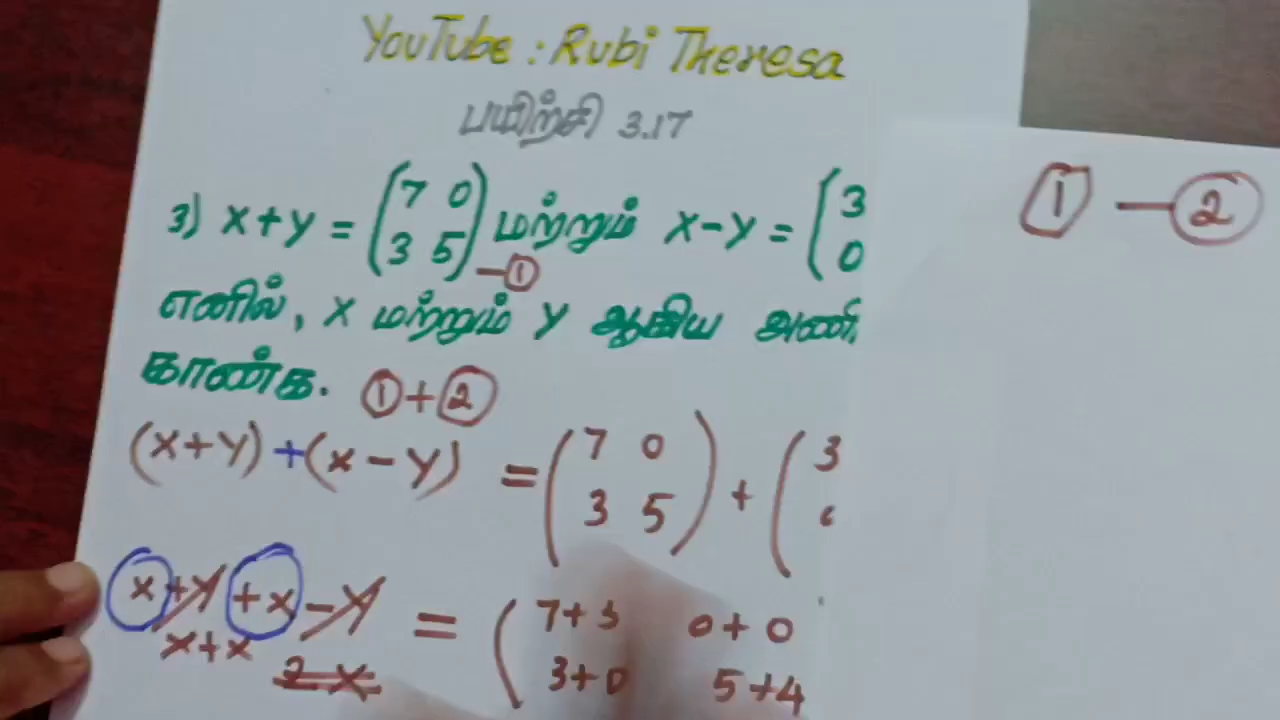 YouTube : Rubi Theresa
பயிற்சி 3.17
3) X+Y = (7 0 மற்றும் X-Y = (3
3 5) -① 0
① - ②
எனில், X மற்றும் Y ஆகிய அணி
காண்க. ①+②
(X+Y)+(X-Y) = (7 0) + (3
3 5
X+Y+X-Y = (7+3 0+0
X+X 3+0 5+4
2X